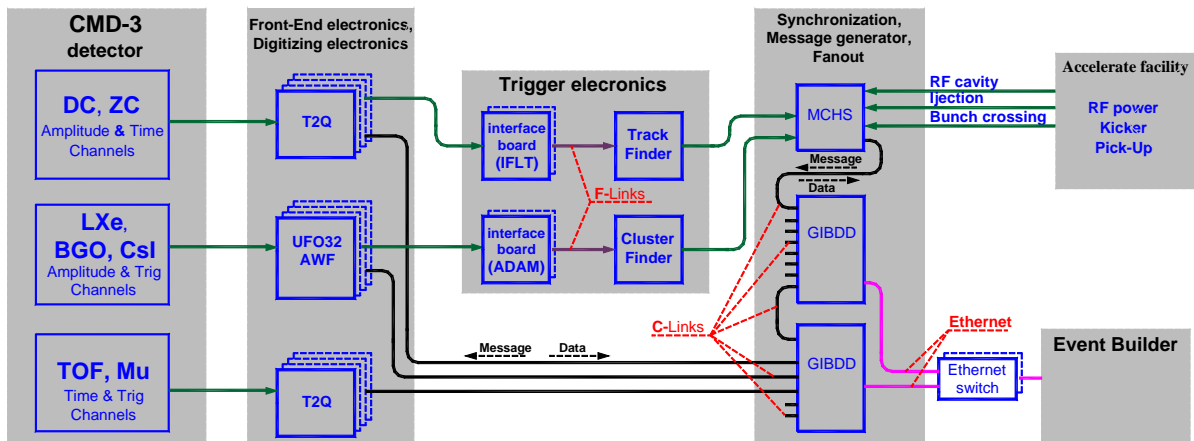 CMD-3
detector
DC, ZC
Amplitude & Time
Channels
LXe,
BGO, CsI
Amplitude & Trig
Channels
TOF, Mu
Time & Trig
Channels
Front-End electronics,
Digitizing electronics
T2Q
UFO32
AWF
T2Q
Trigger elecronics
interface
board
(IFLT)
Track
Finder
F-Links
interface
board
(ADAM)
Cluster
Finder
C-Links
Message
Data
Synchronization,
Message generator,
Fanout
MCHS
Message
Data
GIBDD
GIBDD
RF cavity
Ijection
Bunch crossing
Accelerate facility
RF power
Kicker
Pick-Up
Ethernet
Ethernet
switch
Event Builder